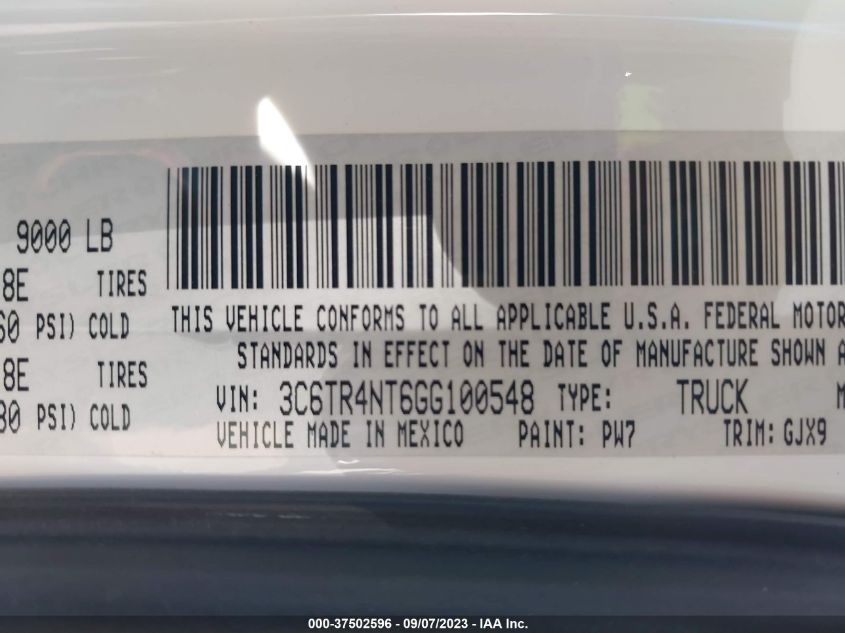 9000 LB
8E TIRES
60 PSI) COLD
8E TIRES
80 PSI) COLD
THIS VEHICLE CONFORMS TO ALL APPLICABLE U.S.A. FEDERAL MOTOR
STANDARDS IN EFFECT ON THE DATE OF MANUFACTURE SHOWN A
VIN: 3C6TR4NT6GG100548 TYPE: TRUCK M
VEHICLE MADE IN MEXICO PAINT: PW7 TRIM: GJX9
000-37502596 - 09/07/2023 - IAA Inc.